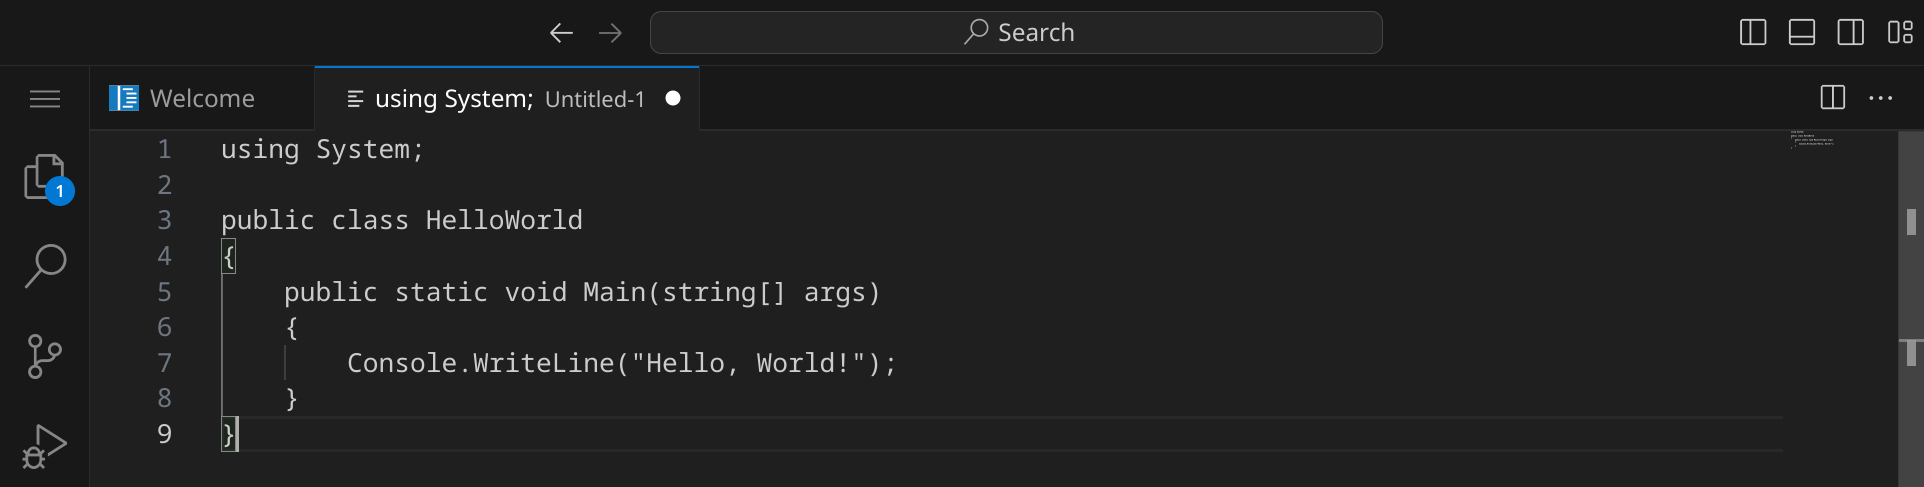 Search
Welcome
using System; Untitled-1
1
1 using System;
2
3 public class HelloWorld
4 {
5     public static void Main(string[] args)
6     {
7         Console.WriteLine("Hello, World!");
8     }
9 }